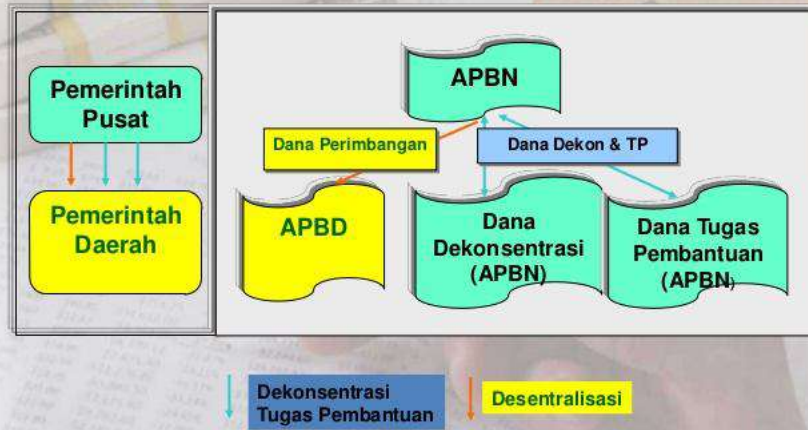 Pemerintah
Pusat
Pemerintah
Daerah
APBN
Dana Perimbangan
Dana Dekon & TP
APBD
Dana
Dekonsentrasi
(APBN)
Dana Tugas
Pembantuan
(APBN)
Dekonsentrasi
Tugas Pembantuan
Desentralisasi